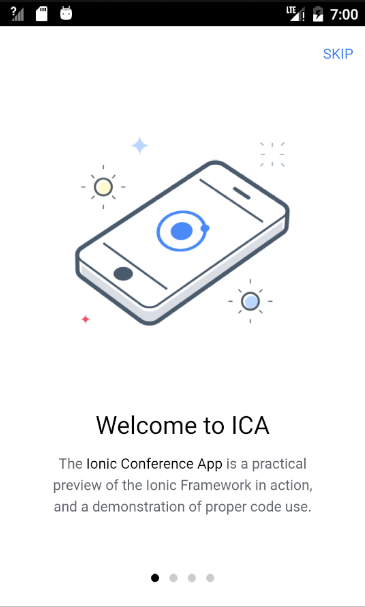 LTE 7:00
SKIP
Welcome to ICA
The Ionic Conference App is a practical
preview of the Ionic Framework in action,
and a demonstration of proper code use.